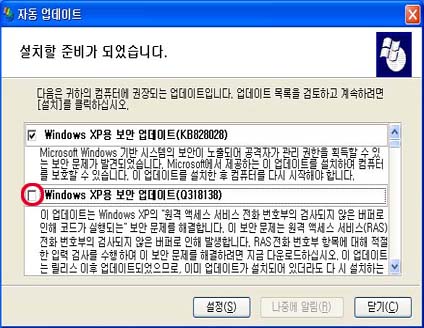 자동 업데이트
설치할 준비가 되었습니다.
다음은 귀하의 컴퓨터에 권장되는 업데이트입니다. 업데이트 목록을 검토하고 계속하려면
[설치]를 클릭하십시오.
Windows XP용 보안 업데이트(KB828028)
Microsoft Windows 기반 시스템의 보안이 노출되어 공격자가 관리 권한을 획득할 수 있
는 보안 문제가 발견되었습니다. Microsoft에서 제공하는 이 업데이트를 설치하여 컴퓨터
를 보호할 수 있습니다. 이 업데이트를 설치한 후 컴퓨터를 다시 시작해야 합니다.
Windows XP용 보안 업데이트(Q318138)
이 업데이트는 Windows XP의 "원격 액세스 서비스 전화 번호부의 검사되지 않은 버퍼로
인해 코드가 실행되는" 보안 문제를 해결합니다. 이 보안 문제는 원격 액세스 서비스(RAS)
전화 번호부의 검사되지 않은 버퍼로 인해 발생합니다. RAS 전화 번호부 항목에 대해 적절
한 입력 검사를 수행하여 이 보안 문제를 해결하려면 지금 다운로드하십시오. 이 업데이트
는 릴리스 이후 업데이트되었으므로, 이미 업데이트가 설치되어 있더라도 다시 설치하는
설정(S)
나중에 알림(R)
닫기(C)